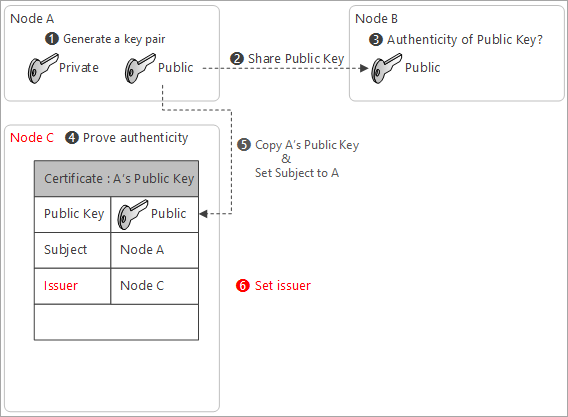 Node A
❶ Generate a key pair
Private
Public
❷ Share Public Key
Node B
❸ Authenticity of Public Key?
Public
Node C
❹ Prove authenticity
❺ Copy A's Public Key
&
Set Subject to A
Certificate : A's Public Key
Public Key
Public
Subject
Node A
Issuer
Node C
❻ Set issuer